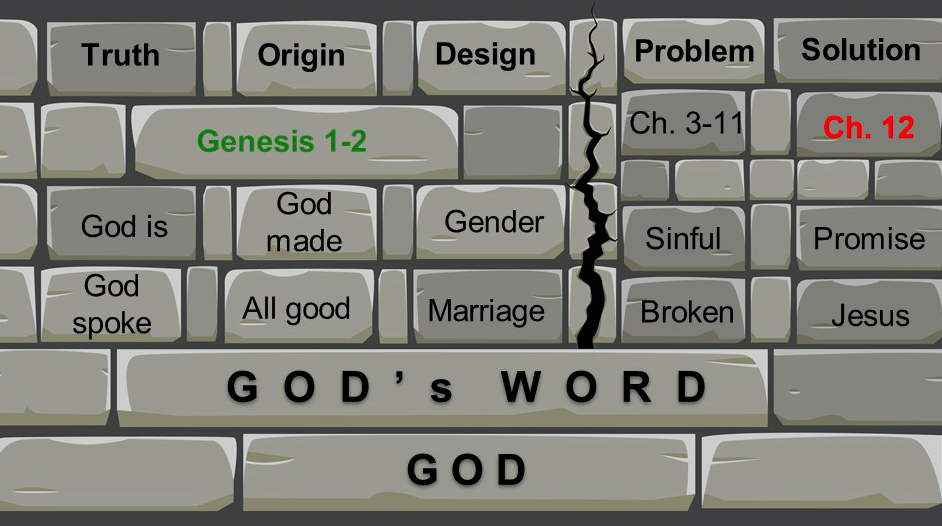 Truth
Origin
Design
Problem
Solution
Genesis 1-2
Ch. 3-11
Ch. 12
God is
God
made
Gender
Sinful
Promise
God
spoke
All good
Marriage
Broken
Jesus
GOD's WORD
GOD